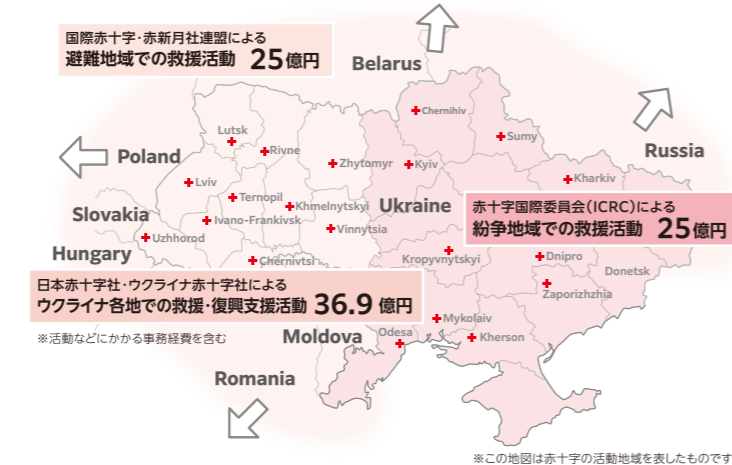 国際赤十字・赤新月社連盟による
避難地域での救援活動 25億円
Belarus
Chernihiv
Lutsk
Rivne
Sumy
Poland
Zhytomyr
Kyiv
Russia
Lviv
Kharkiv
Ternopil
Khmelnytskyi
Ukraine
Slovakia
Ivano-Frankivsk
Vinnytsia
赤十字国際委員会(ICRC)による
紛争地域での救援活動 25億円
Uzhhorod
Hungary
Chernivtsi
Kropyvnytskyi
Dnipro
Donetsk
日本赤十字社・ウクライナ赤十字社による
ウクライナ各地での救援・復興支援活動 36.9億円
Zaporizhzhia
※活動などにかかる事務経費を含む
Mykolaiv
Moldova
Odesa
Kherson
Romania
※この地図は赤十字の活動地域を表したものです